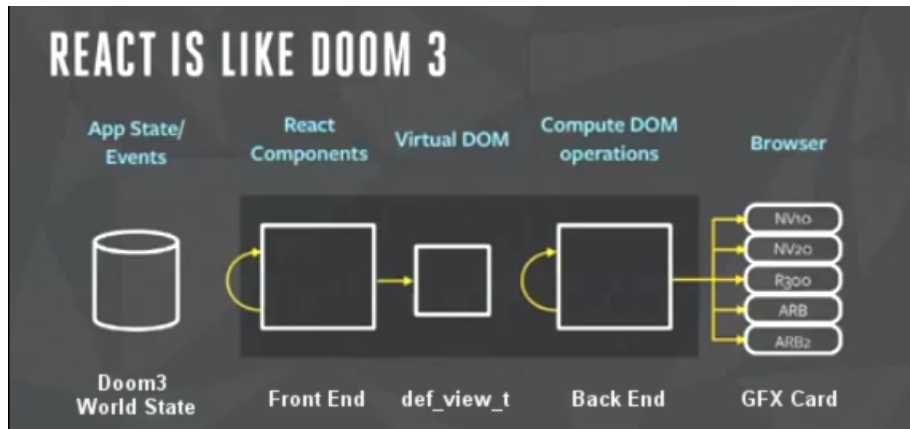 REACT IS LIKE DOOM 3
App State/
Events
React
Components
Virtual DOM
Compute DOM
operations
Browser
NV10
NV20
R300
ARB
ARB2
Doom3
World State
Front End
def_view_t
Back End
GFX Card